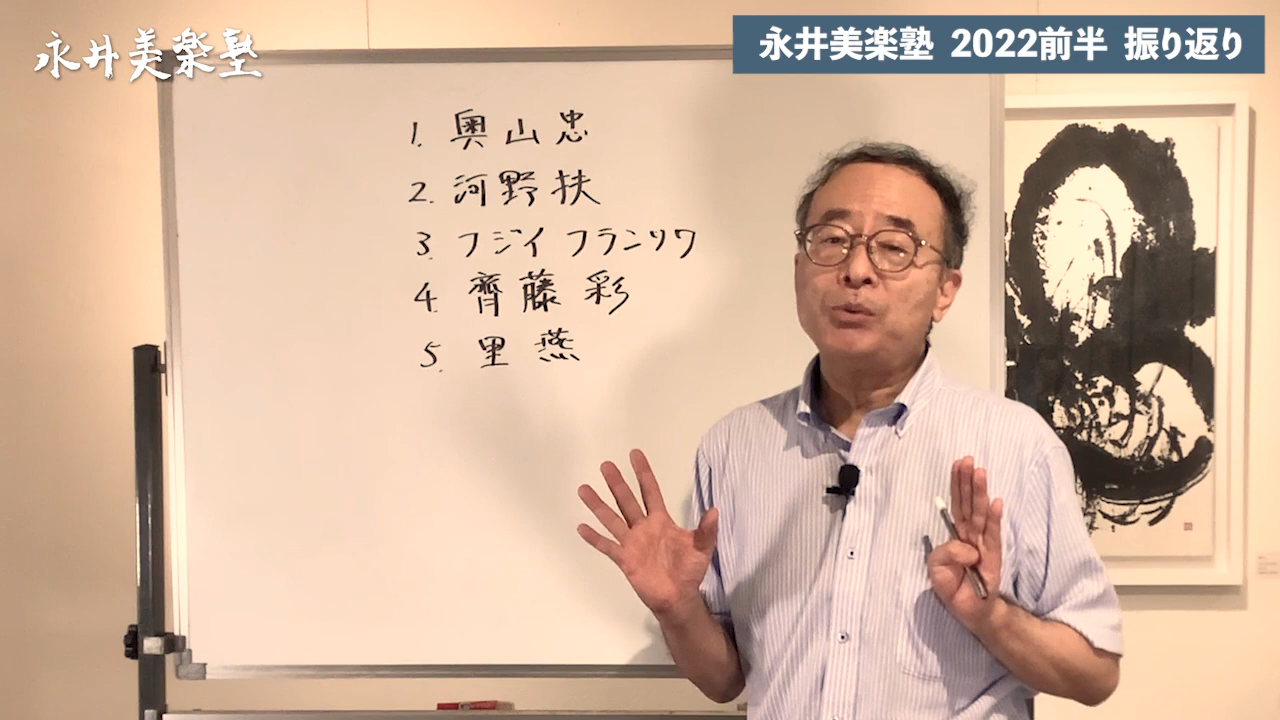 永井美楽塾
永井美楽塾 2022前半 振り返り
1. 奥山忠
2. 河野扶
3. フジイフランソワ
4. 齊藤彩
5. 里燕